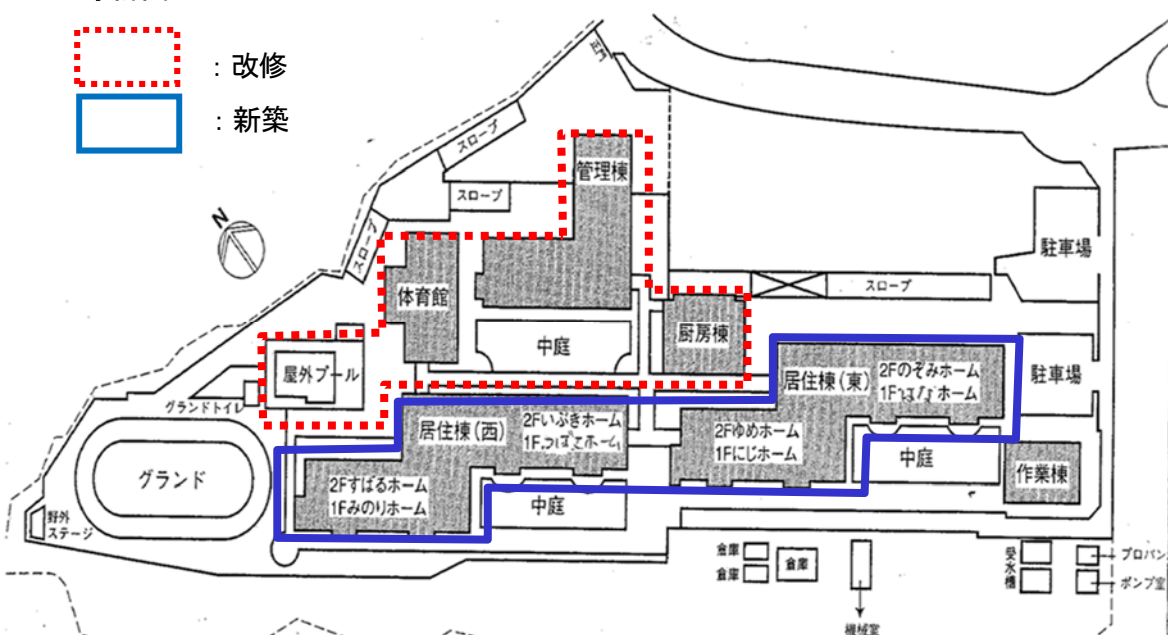 ：改修
：新築
正門
スロープ
管理棟
スロープ
N
スロープ
体育館
駐車場
スロープ
厨房棟
中庭
屋外プール
居住棟(東)
2Fのぞみホーム
駐車場
グランドトイレ
居住棟(西)
2Fいぶきホーム
2Fゆめホーム
1Fにじホーム
中庭
作業棟
グランド
2Fすばるホーム
1Fみのりホーム
中庭
野外
ステージ
倉庫
倉庫
倉庫
受水槽
プロパン
ポンプ室
機械室